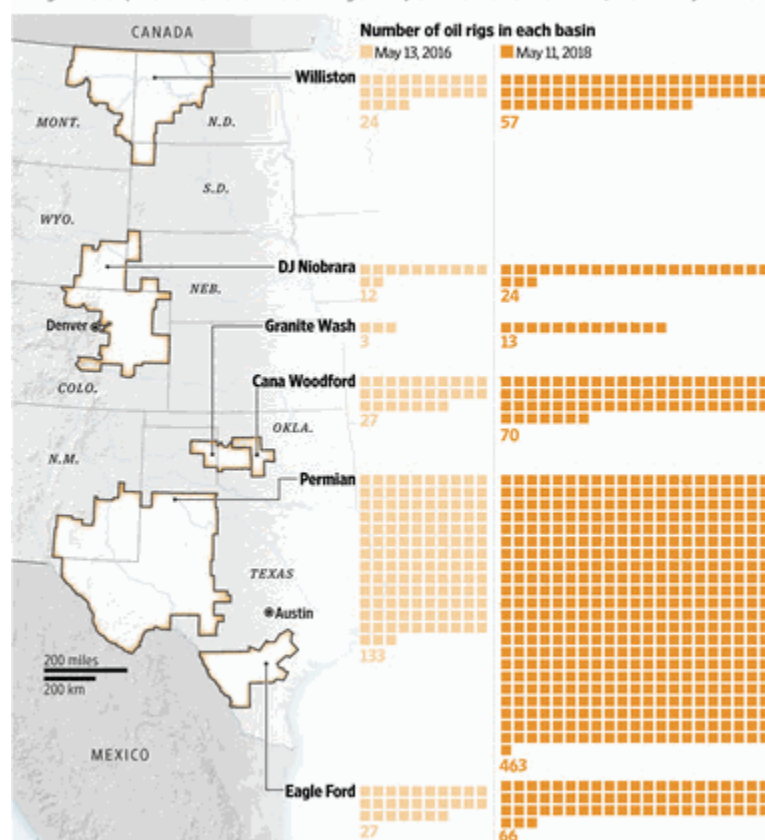 Number of oil rigs in each basin
May 13, 2016
May 11, 2018
CANADA
Williston
24
57
MONT.
N.D.
S.D.
WYO.
DJ Niobrara
12
24
NEB.
Denver
Granite Wash
3
13
COLO.
Cana Woodford
27
70
OKLA.
N.M.
Permian
133
463
TEXAS
Austin
200 miles
200 km
MEXICO
Eagle Ford
27
66